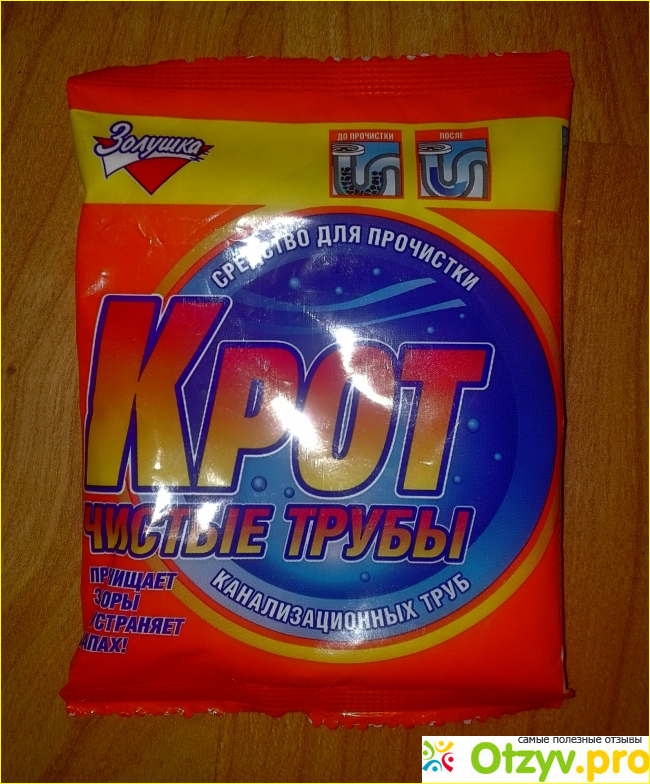 Золушка
ДО ПРОЧИСТКИ
ПОСЛЕ
СРЕДСТВО ДЛЯ ПРОЧИСТКИ
КРОТ
ЧИСТЫЕ ТРУБЫ
КАНАЛИЗАЦИОННЫХ ТРУБ
самые полезные отзывы
Otzyv.pro